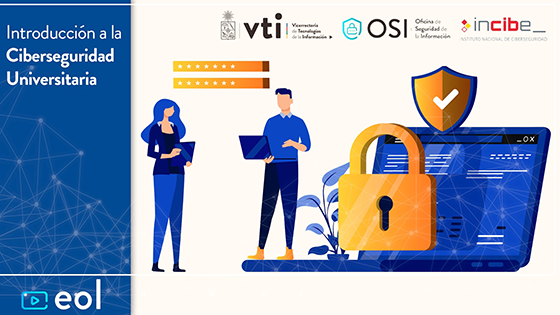 Introducción a la
Ciberseguridad
Universitaria
vti
Vicerrectoría
de Tecnologías
de la Información
OSI
Oficina de
Seguridad de
la Información
incibe_
INSTITUTO NACIONAL DE CIBERSEGURIDAD
eol